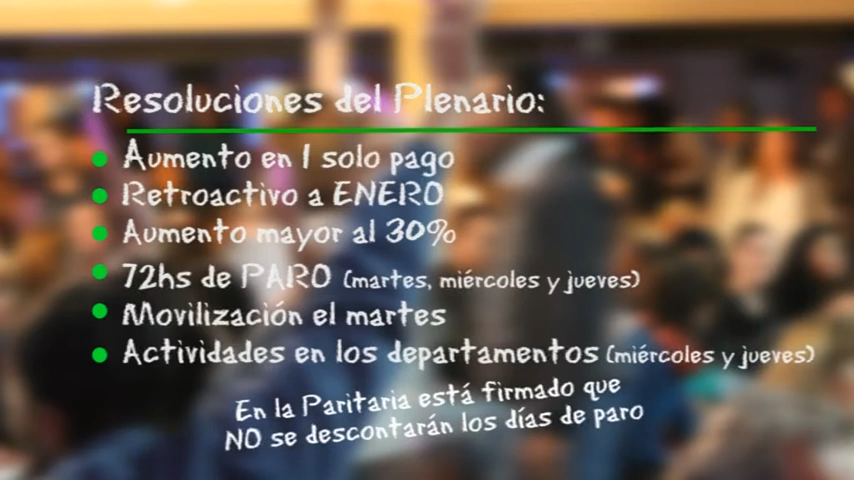 Resoluciones del Plenario:
Aumento en 1 solo pago
Retroactivo a ENERO
Aumento mayor al 30%
72hs de PARO (martes, miércoles y jueves)
Movilización el martes
Actividades en los departamentos (miércoles y jueves)
En la Paritaria está firmado que
NO se descontarán los días de paro